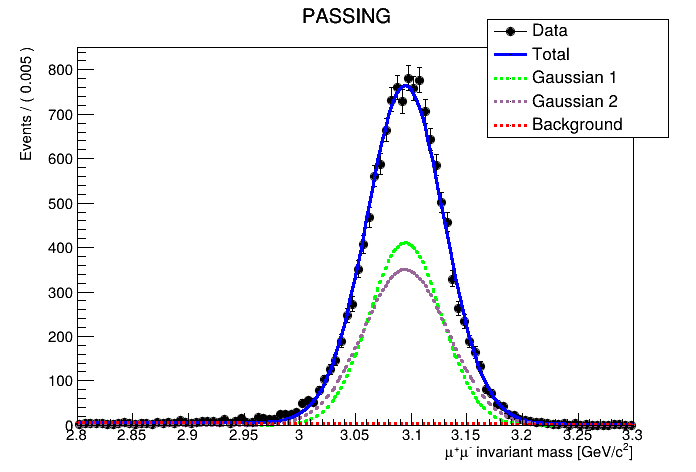 PASSING
Data
Total
Gaussian 1
Gaussian 2
Background
Events / ( 0.005 )
800
700
600
500
400
300
200
100
0
2.8 2.85 2.9 2.95 3 3.05 3.1 3.15 3.2 3.25 3.3
μ⁺μ⁻ invariant mass [GeV/c²]